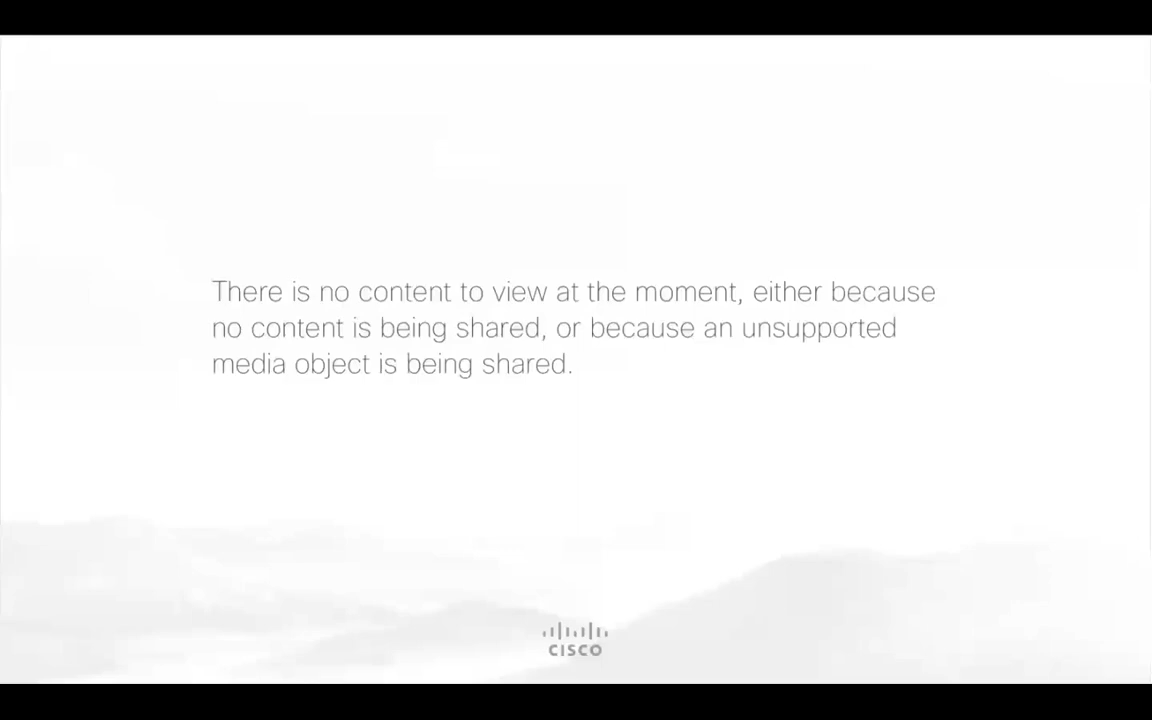 There is no content to view at the moment, either because
no content is being shared, or because an unsupported
media object is being shared.
CISCO